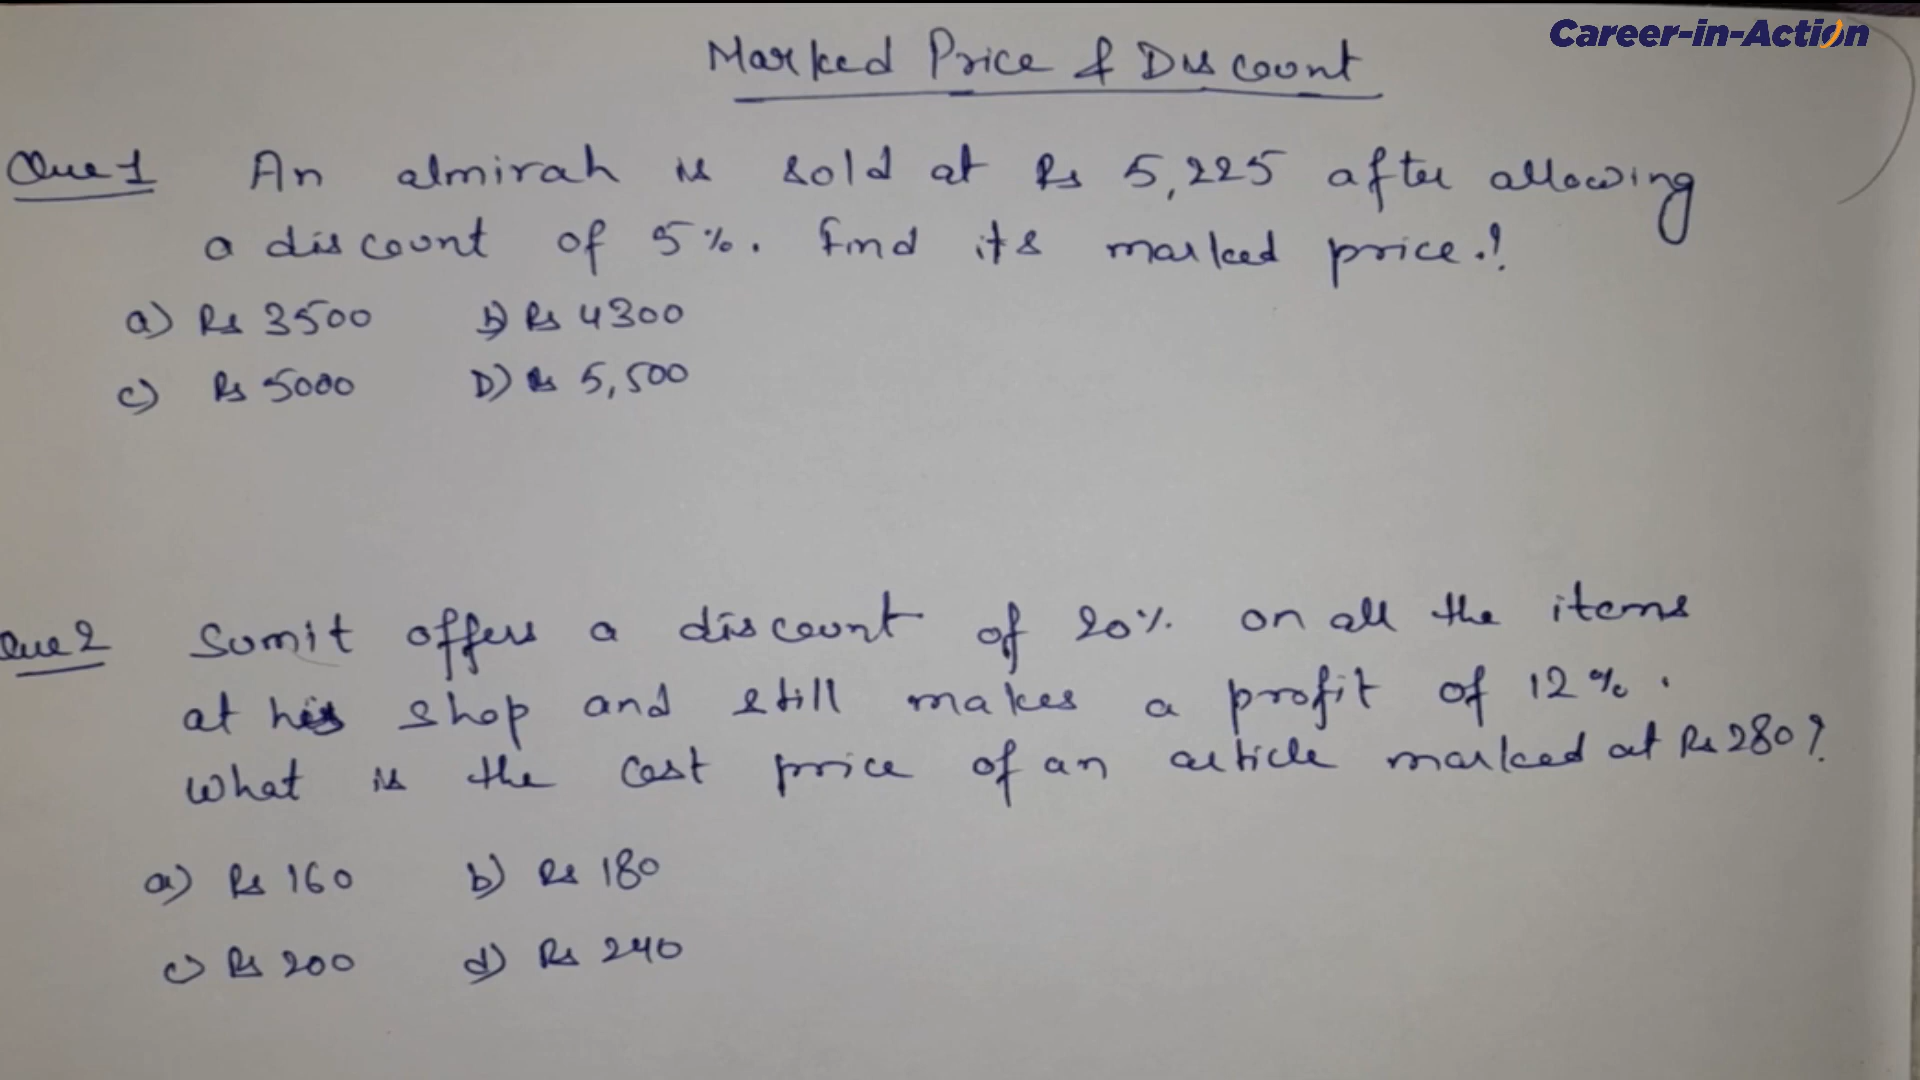 Career-in-Action
Marked Price & Discount
Que 1 An almirah is sold at Rs 5,225 after allowing
a discount of 5%. Find its marked price.?
a) Rs 3500 b) Rs 4300
c) Rs 5000 D) Rs 5,500
Que 2 Sumit offers a discount of 20% on all the items
at his shop and still makes a profit of 12%.
What is the cost price of an article marked at Rs 280?
a) Rs 160 b) Rs 180
c) Rs 200 d) Rs 240